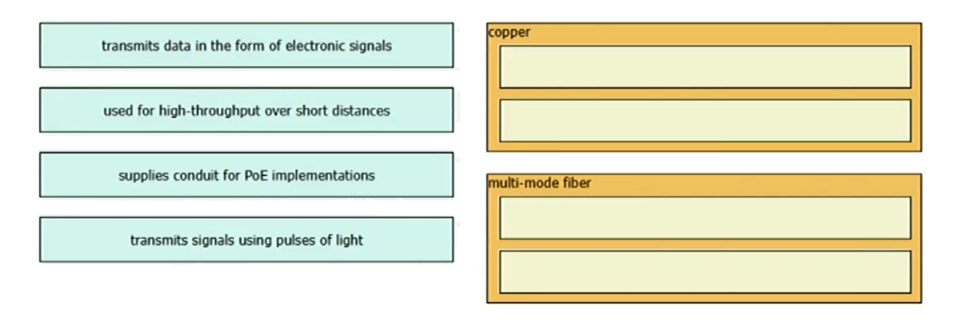 transmits data in the form of electronic signals
used for high-throughput over short distances
supplies conduit for PoE implementations
transmits signals using pulses of light
copper
multi-mode fiber